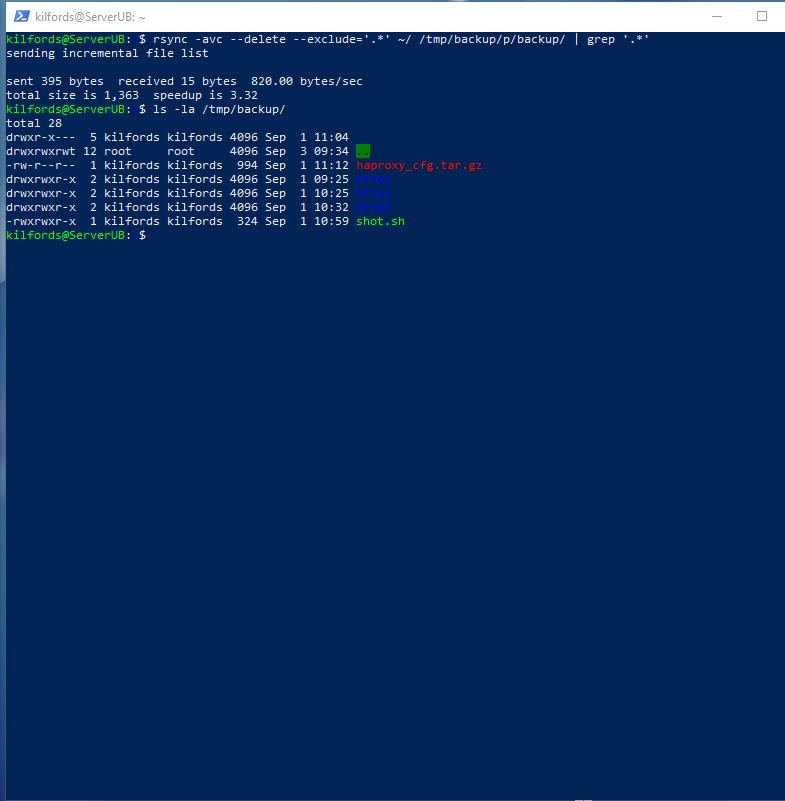 kilfords@ServerUB: ~
kilfords@ServerUB: $ rsync -avc --delete --exclude='.*' ~/ /tmp/backup/p/backup/ | grep '.*'
sending incremental file list
sent 395 bytes  received 15 bytes  820.00 bytes/sec
total size is 1,363  speedup is 3.32
kilfords@ServerUB: $ ls -la /tmp/backup/
total 28
drwxr-x---  5 kilfords kilfords 4096 Sep  1 11:04
drwxrwxrwt 12 root     root     4096 Sep  3 09:34 ..
-rw-r--r--  1 kilfords kilfords  994 Sep  1 11:12 haproxy_cfg.tar.gz
drwxrwxr-x  2 kilfords kilfords 4096 Sep  1 09:25
drwxrwxr-x  2 kilfords kilfords 4096 Sep  1 10:25
drwxrwxr-x  2 kilfords kilfords 4096 Sep  1 10:32
-rwxrwxr-x  1 kilfords kilfords  324 Sep  1 10:59 shot.sh
kilfords@ServerUB: $